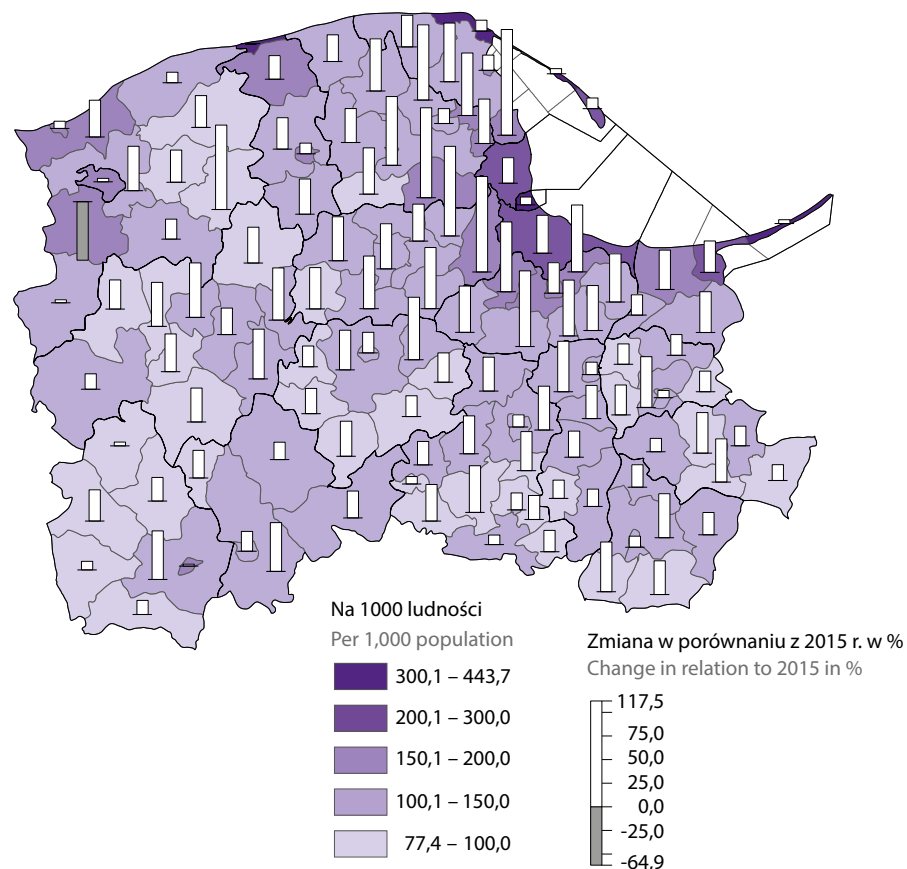 Na 1000 ludności
Per 1,000 population
300,1 – 443,7
200,1 – 300,0
150,1 – 200,0
100,1 – 150,0
77,4 – 100,0
Zmiana w porównaniu z 2015 r. w %
Change in relation to 2015 in %
117,5
75,0
50,0
25,0
0,0
-25,0
-64,9